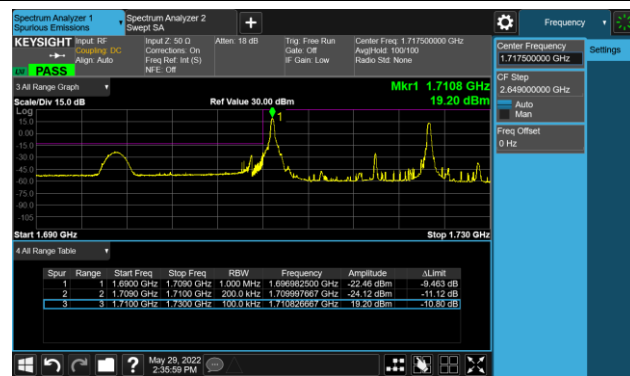 Spectrum Analyzer 1
Spurious Emissions
Spectrum Analyzer 2
Swept SA
+
Frequency
KEYSIGHT
Input: RF
Coupling: DC
Align: Auto
Input Z: 50 Ω
Corrections: On
Freq Ref: Int (S)
NFE: Off
Atten: 18 dB
Trig: Free Run
Gate: Off
IF Gain: Low
Center Freq: 1.717500000 GHz
Avg|Hold: 100/100
Radio Std: None
PASS
Center Frequency
1.717500000 GHz
Settings
CF Step
2.649000000 GHz
Auto
Man
Freq Offset
0 Hz
3 All Range Graph
Mkr1 1.7108 GHz
Scale/Div 15.0 dB
Ref Value 30.00 dBm
19.20 dBm
Log
1
15.0
0.00
-15.0
-30.0
-45.0
-60.0
-75.0
-90.0
-105
Start 1.690 GHz
Stop 1.730 GHz
4 All Range Table
Spur Range Start Freq Stop Freq RBW Frequency Amplitude ΔLimit
1 1 1.6900 GHz 1.7090 GHz 1.000 MHz 1.696982500 GHz -22.46 dBm -9.463 dB
2 2 1.7090 GHz 1.7100 GHz 200.0 kHz 1.709997667 GHz -24.12 dBm -11.12 dB
3 3 1.7100 GHz 1.7300 GHz 100.0 kHz 1.710826667 GHz 19.20 dBm -10.80 dB
?
May 29, 2022
2:35:59 PM